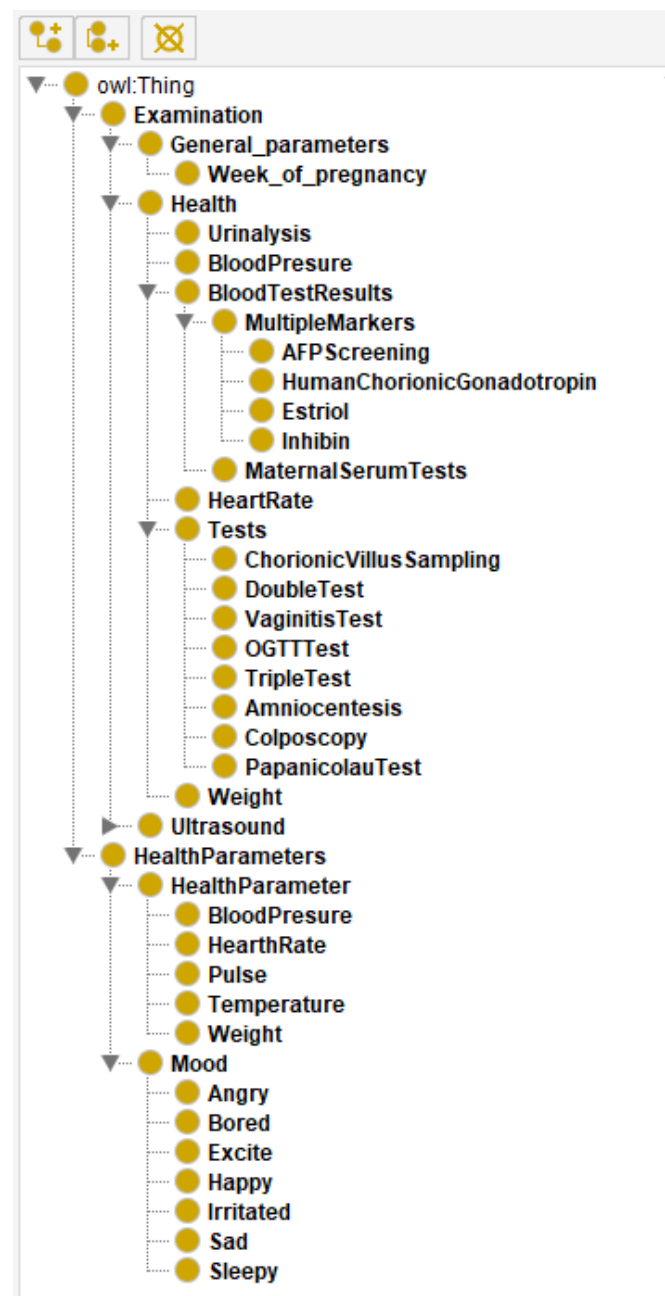 owl:Thing
Examination
General_parameters
Week_of_pregnancy
Health
Urinalysis
BloodPresure
BloodTestResults
MultipleMarkers
AFPScreening
HumanChorionicGonadotropin
Estriol
Inhibin
MaternalSerumTests
HeartRate
Tests
ChorionicVillusSampling
DoubleTest
VaginitisTest
OGTTTest
TripleTest
Amniocentesis
Colposcopy
PapanicolauTest
Weight
Ultrasound
HealthParameters
HealthParameter
BloodPresure
HearthRate
Pulse
Temperature
Weight
Mood
Angry
Bored
Excite
Happy
Irritated
Sad
Sleepy